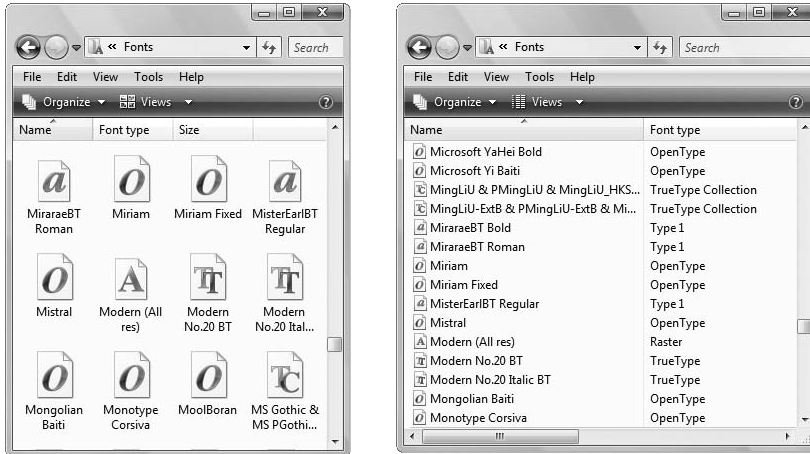 Fonts
Search
File Edit View Tools Help
Organize Views
Name Font type Size
MiraraeBT Roman
Miriam
Miriam Fixed
MisterEarlBT Regular
Mistral
Modern (All res)
Modern No.20 BT
Modern No.20 Ital...
Mongolian Baiti
Monotype Corsiva
MoolBoran
MS Gothic & MS PGothi...
Fonts
Search
File Edit View Tools Help
Organize Views
Name Font type
Microsoft YaHei Bold OpenType
Microsoft Yi Baiti OpenType
MingLiU & PMingLiU & MingLiU_HKS... TrueType Collection
MingLiU-ExtB & PMingLiU-ExtB & Mi... TrueType Collection
MiraraeBT Bold Type 1
MiraraeBT Roman Type 1
Miriam OpenType
Miriam Fixed OpenType
MisterEarlBT Regular Type 1
Mistral OpenType
Modern (All res) Raster
Modern No.20 BT TrueType
Modern No.20 Italic BT TrueType
Mongolian Baiti OpenType
Monotype Corsiva OpenType